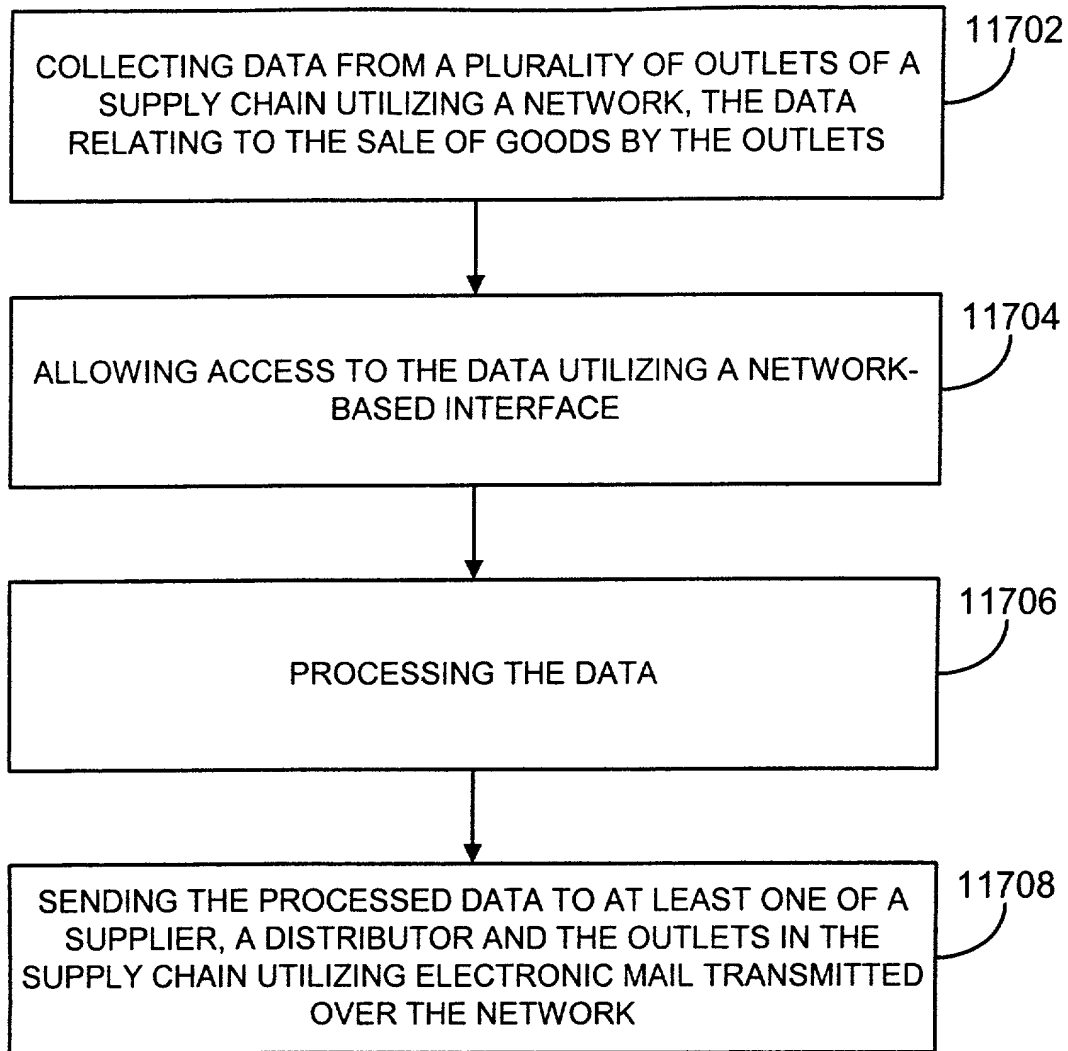 11702
COLLECTING DATA FROM A PLURALITY OF OUTLETS OF A
SUPPLY CHAIN UTILIZING A NETWORK, THE DATA
RELATING TO THE SALE OF GOODS BY THE OUTLETS
11704
ALLOWING ACCESS TO THE DATA UTILIZING A NETWORK-
BASED INTERFACE
11706
PROCESSING THE DATA
11708
SENDING THE PROCESSED DATA TO AT LEAST ONE OF A
SUPPLIER, A DISTRIBUTOR AND THE OUTLETS IN THE
SUPPLY CHAIN UTILIZING ELECTRONIC MAIL TRANSMITTED
OVER THE NETWORK